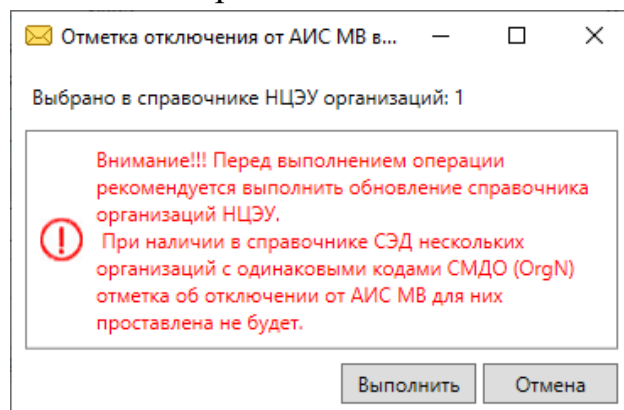 Отметка отключения от АИС МВ в...
Выбрано в справочнике НЦЭУ организаций: 1
Внимание!!! Перед выполнением операции
рекомендуется выполнить обновление справочника
организаций НЦЭУ.
При наличии в справочнике СЭД нескольких
организаций с одинаковыми кодами СМДО (OrgN)
отметка об отключении от АИС МВ для них
проставлена не будет.
Выполнить Отмена